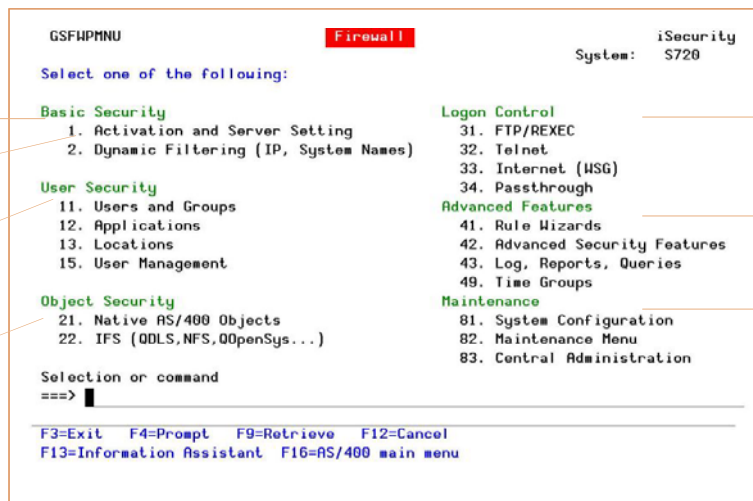 GSFWPMNU Firewall iSecurity
System: S720
Select one of the following:
Basic Security
1. Activation and Server Setting
2. Dynamic Filtering (IP, System Names)
User Security
11. Users and Groups
12. Applications
13. Locations
15. User Management
Object Security
21. Native AS/400 Objects
22. IFS (QDLS,NFS,QOpenSys...)
Logon Control
31. FTP/REXEC
32. Telnet
33. Internet (WSG)
34. Passthrough
Advanced Features
41. Rule Wizards
42. Advanced Security Features
43. Log, Reports, Queries
49. Time Groups
Maintenance
81. System Configuration
82. Maintenance Menu
83. Central Administration
Selection or command
===>
F3=Exit F4=Prompt F9=Retrieve F12=Cancel
F13=Information Assistant F16=AS/400 main menu